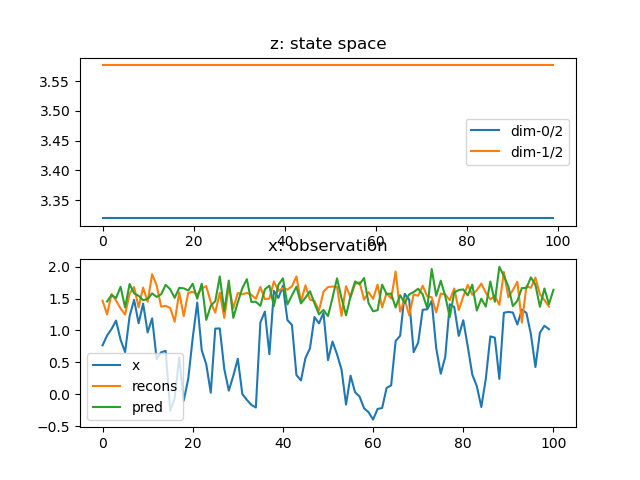 z: state space
3.55
3.50
3.45
3.40
3.35
dim-0/2
dim-1/2
0 20 40 60 80 100
x: observation
2.0
1.5
1.0
0.5
0.0
−0.5
x
recons
pred
0 20 40 60 80 100